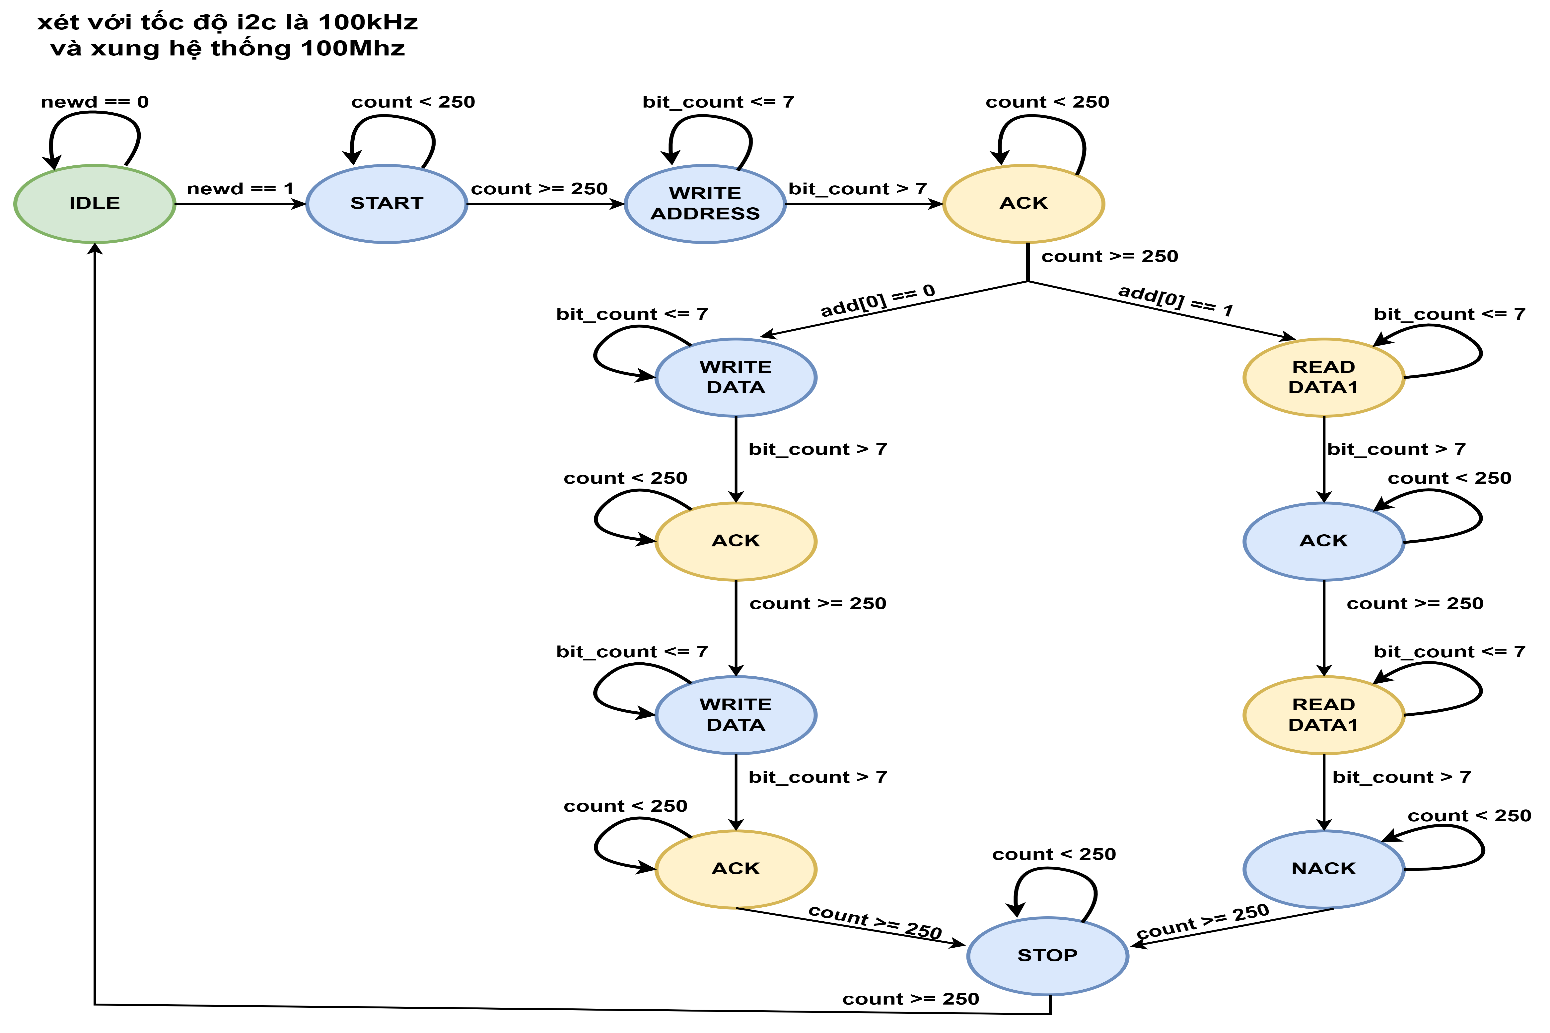 xét với tốc độ i2c là 100kHz
và xung hệ thống 100Mhz
newd == 0
count < 250
bit_count <= 7
count < 250
IDLE
newd == 1
START
count >= 250
WRITE
ADDRESS
bit_count > 7
ACK
count >= 250
add[0] == 0
add[0] == 1
bit_count <= 7
WRITE
DATA
bit_count <= 7
READ
DATA1
bit_count > 7
bit_count > 7
count < 250
ACK
count < 250
ACK
count >= 250
count >= 250
bit_count <= 7
WRITE
DATA
bit_count <= 7
READ
DATA1
bit_count > 7
bit_count > 7
count < 250
ACK
count < 250
NACK
count < 250
count >= 250
count >= 250
STOP
count >= 250